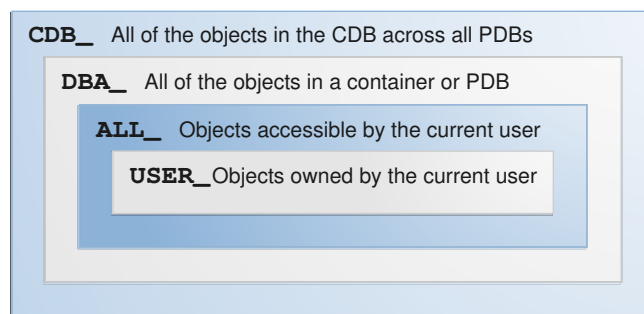 CDB_ All of the objects in the CDB across all PDBs
DBA_ All of the objects in a container or PDB
ALL_ Objects accessible by the current user
USER_Objects owned by the current user